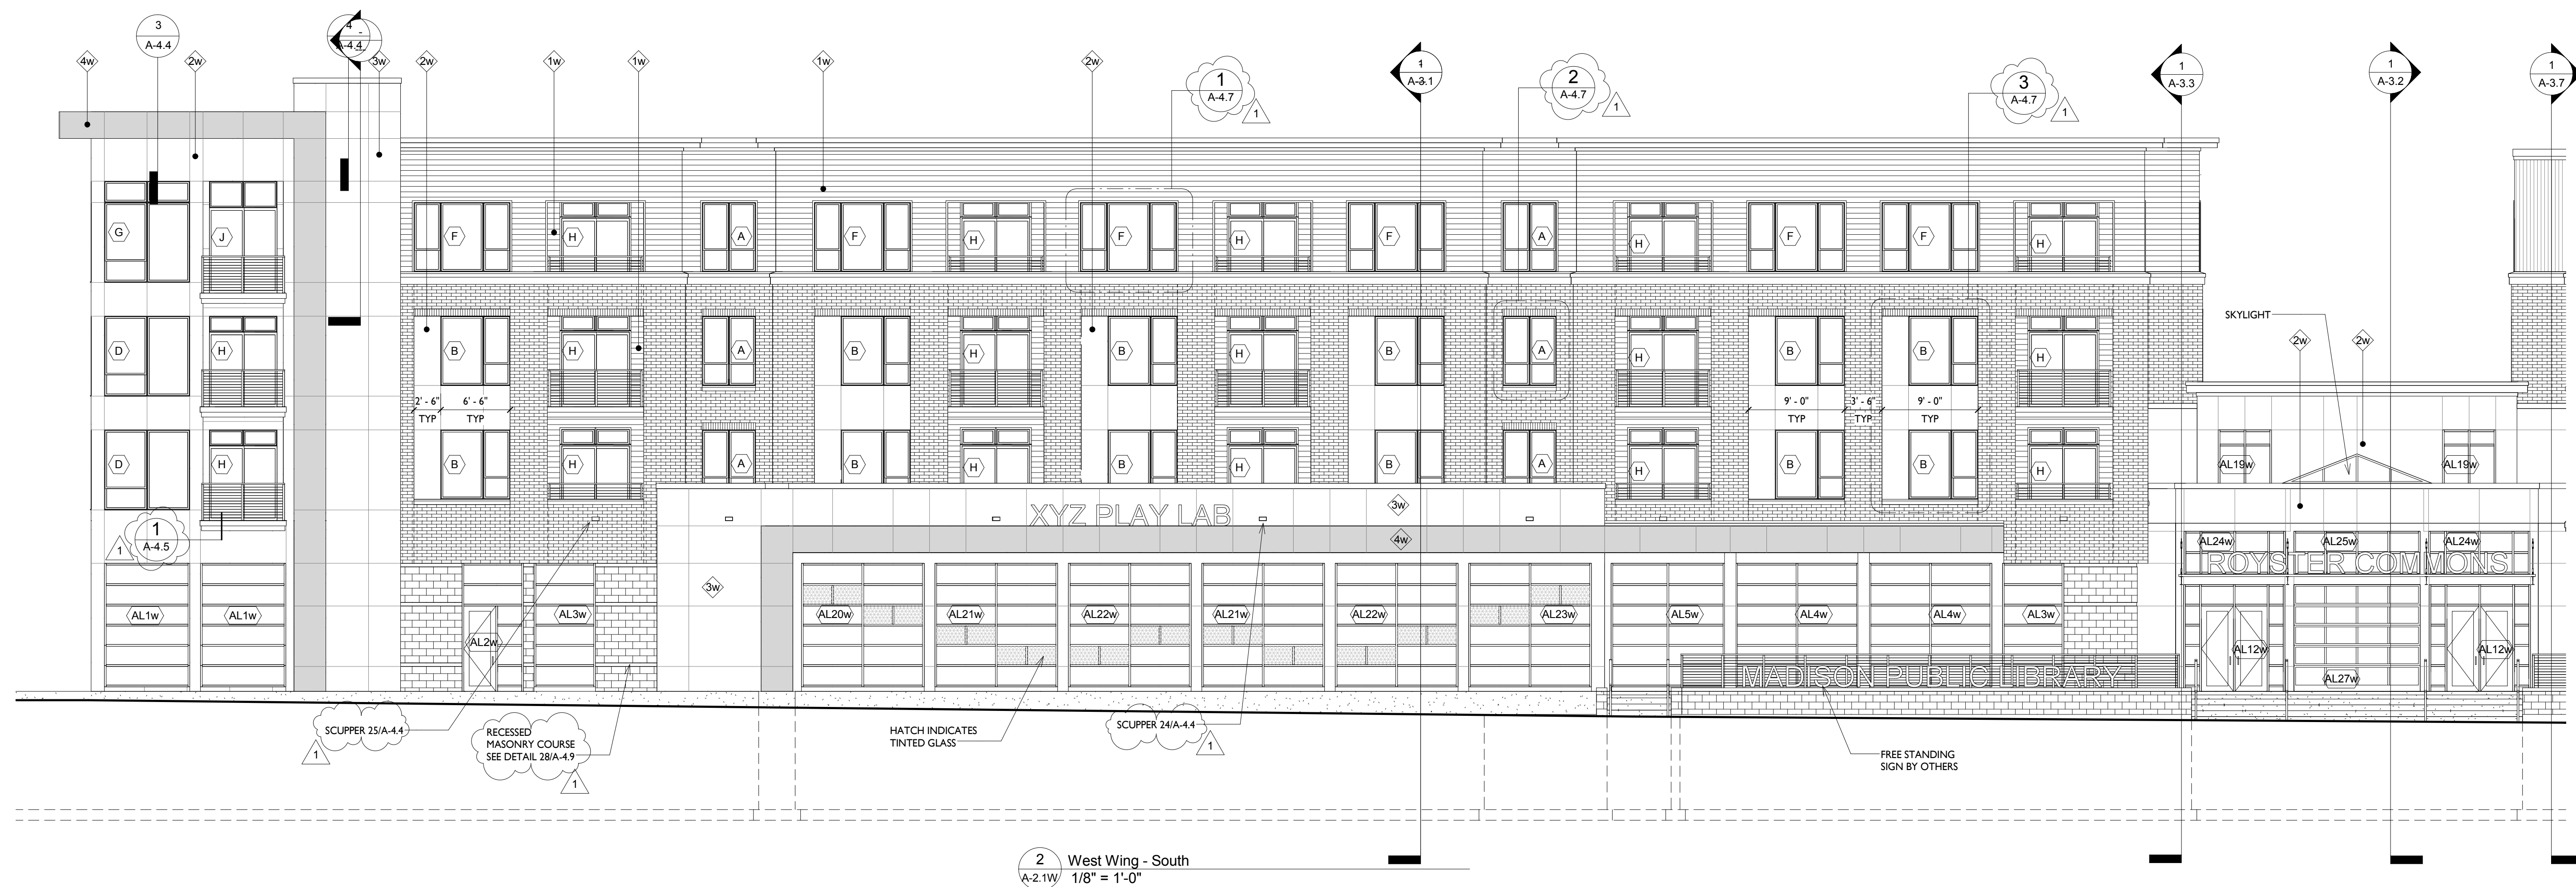 3
A-4.4
4
A-4.4
-
4w
2w
3w
2w
1w
1w
1w
2w
1
A-4.7
1
1
A-3.1
2
A-4.7
1
3
A-4.7
1
1
A-3.3
1
A-3.2
1
A-3.7
G
J
F
H
A
F
H
F
H
F
A
H
F
F
H
SKYLIGHT
2w
2w
D
H
B
H
A
B
H
B
H
B
A
H
B
B
H
2' - 6"
TYP
6' - 6"
TYP
9' - 0"
TYP
3' - 6"
TYP
9' - 0"
TYP
D
H
B
H
A
B
H
B
H
B
A
H
B
B
H
AL19w
AL19w
1
A-4.5
1
XYZ PLAY LAB
3w
4w
3w
AL24w
AL25w
AL24w
ROYSTER COMMONS
AL1w
AL1w
AL2w
AL3w
AL20w
AL21w
AL22w
AL21w
AL22w
AL23w
AL5w
AL4w
AL4w
AL3w
AL12w
AL12w
AL27w
MADISON PUBLIC LIBRARY
SCUPPER 25/A-4.4
1
RECESSED
MASONRY COURSE
SEE DETAIL 28/A-4.9
1
HATCH INDICATES
TINTED GLASS
SCUPPER 24/A-4.4
1
FREE STANDING
SIGN BY OTHERS
2
A-2.1W
West Wing - South
1/8" = 1'-0"